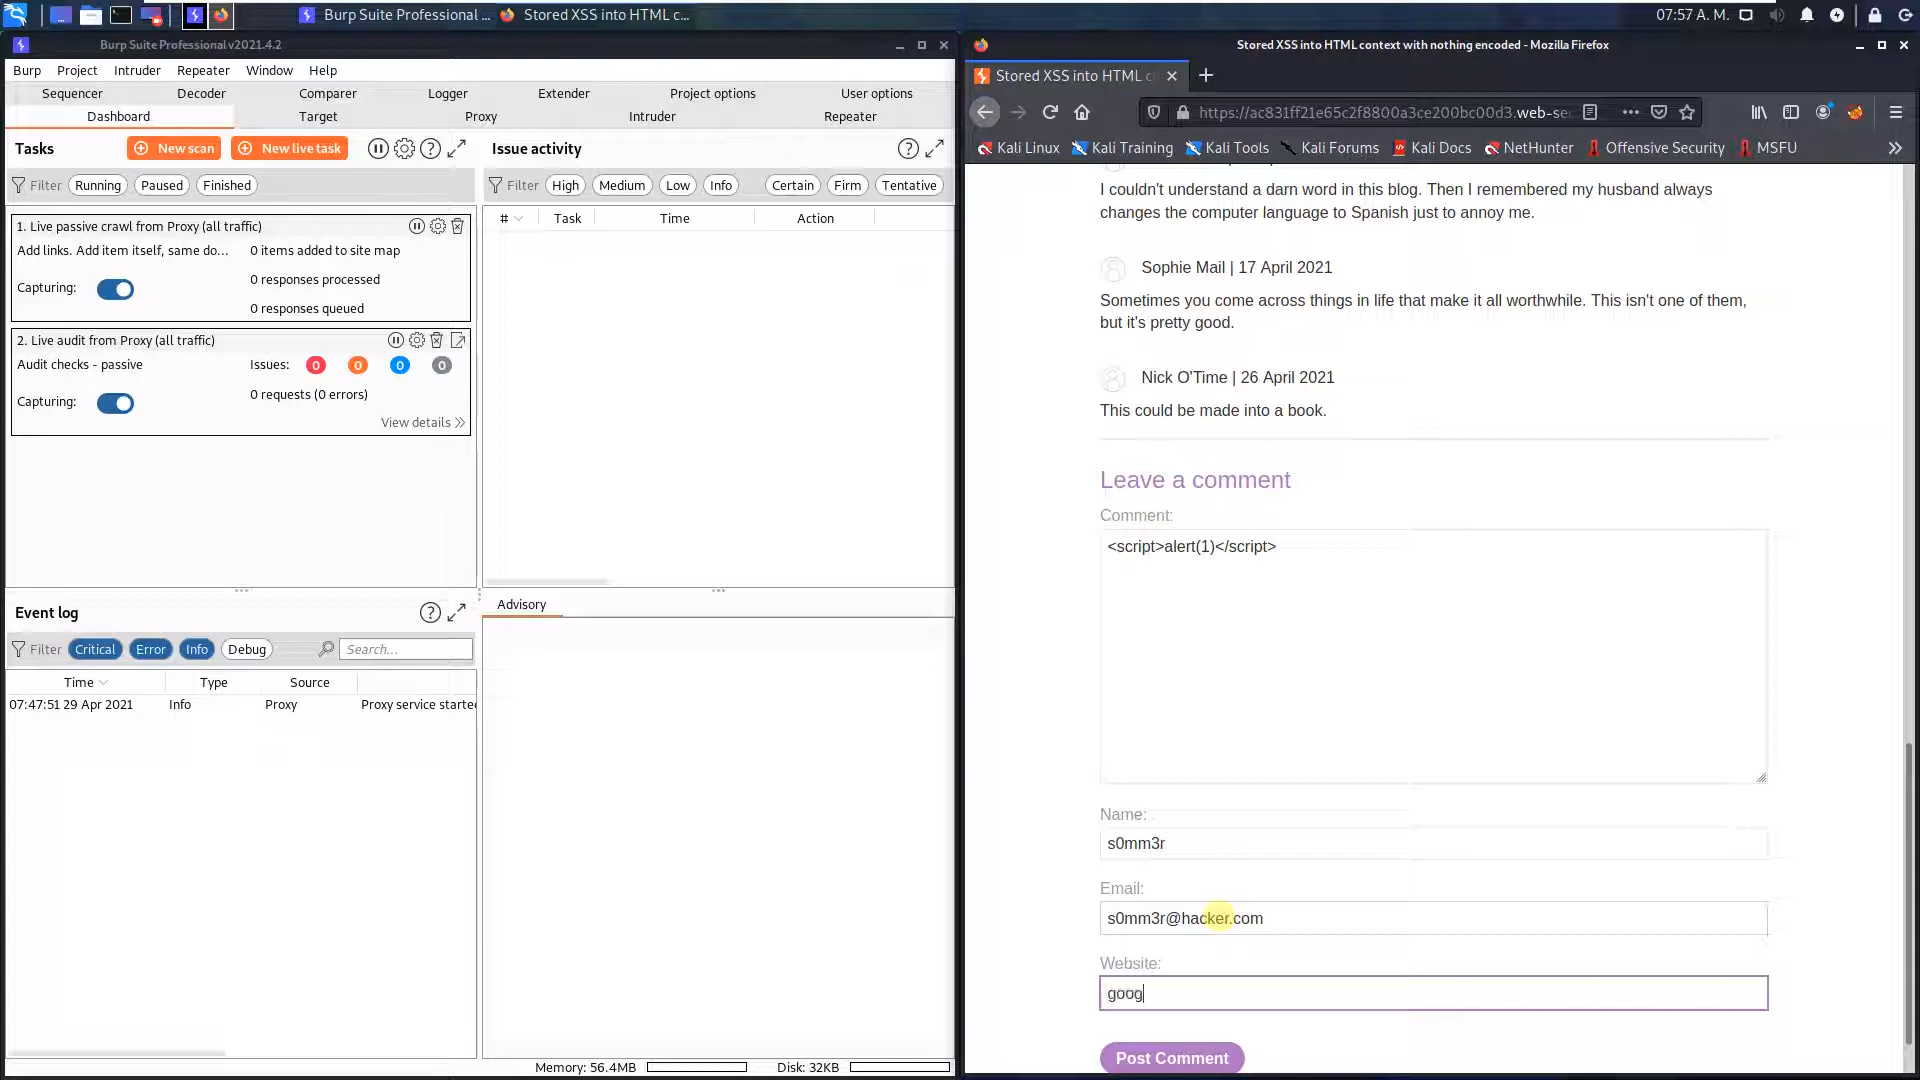 Burp Suite Professional ...
Stored XSS into HTML c...
07:57 A. M.
Burp Suite Professional v2021.4.2
Burp Project Intruder Repeater Window Help
Sequencer Decoder Comparer Logger Extender Project options User options
Dashboard Target Proxy Intruder Repeater
Tasks
New scan
New live task
Filter Running Paused Finished
1. Live passive crawl from Proxy (all traffic)
Add links. Add item itself, same do...
0 items added to site map
0 responses processed
Capturing:
0 responses queued
2. Live audit from Proxy (all traffic)
Audit checks - passive
Issues: 0 0 0 0
0 requests (0 errors)
Capturing:
View details
Issue activity
Filter High Medium Low Info Certain Firm Tentative
# Task Time Action
Event log
Filter Critical Error Info Debug Search...
Time Type Source
07:47:51 29 Apr 2021 Info Proxy Proxy service starte
Advisory
Memory: 56.4MB Disk: 32KB
Stored XSS into HTML context with nothing encoded - Mozilla Firefox
Stored XSS into HTML c
https://ac831ff21e65c2f8800a3ce200bc00d3.web-se
Kali Linux Kali Training Kali Tools Kali Forums Kali Docs NetHunter Offensive Security MSFU
I couldn't understand a darn word in this blog. Then I remembered my husband always
changes the computer language to Spanish just to annoy me.
Sophie Mail | 17 April 2021
Sometimes you come across things in life that make it all worthwhile. This isn't one of them,
but it's pretty good.
Nick O'Time | 26 April 2021
This could be made into a book.
Leave a comment
Comment:
<script>alert(1)</script>
Name:
s0mm3r
Email:
s0mm3r@hacker.com
Website:
goog
Post Comment